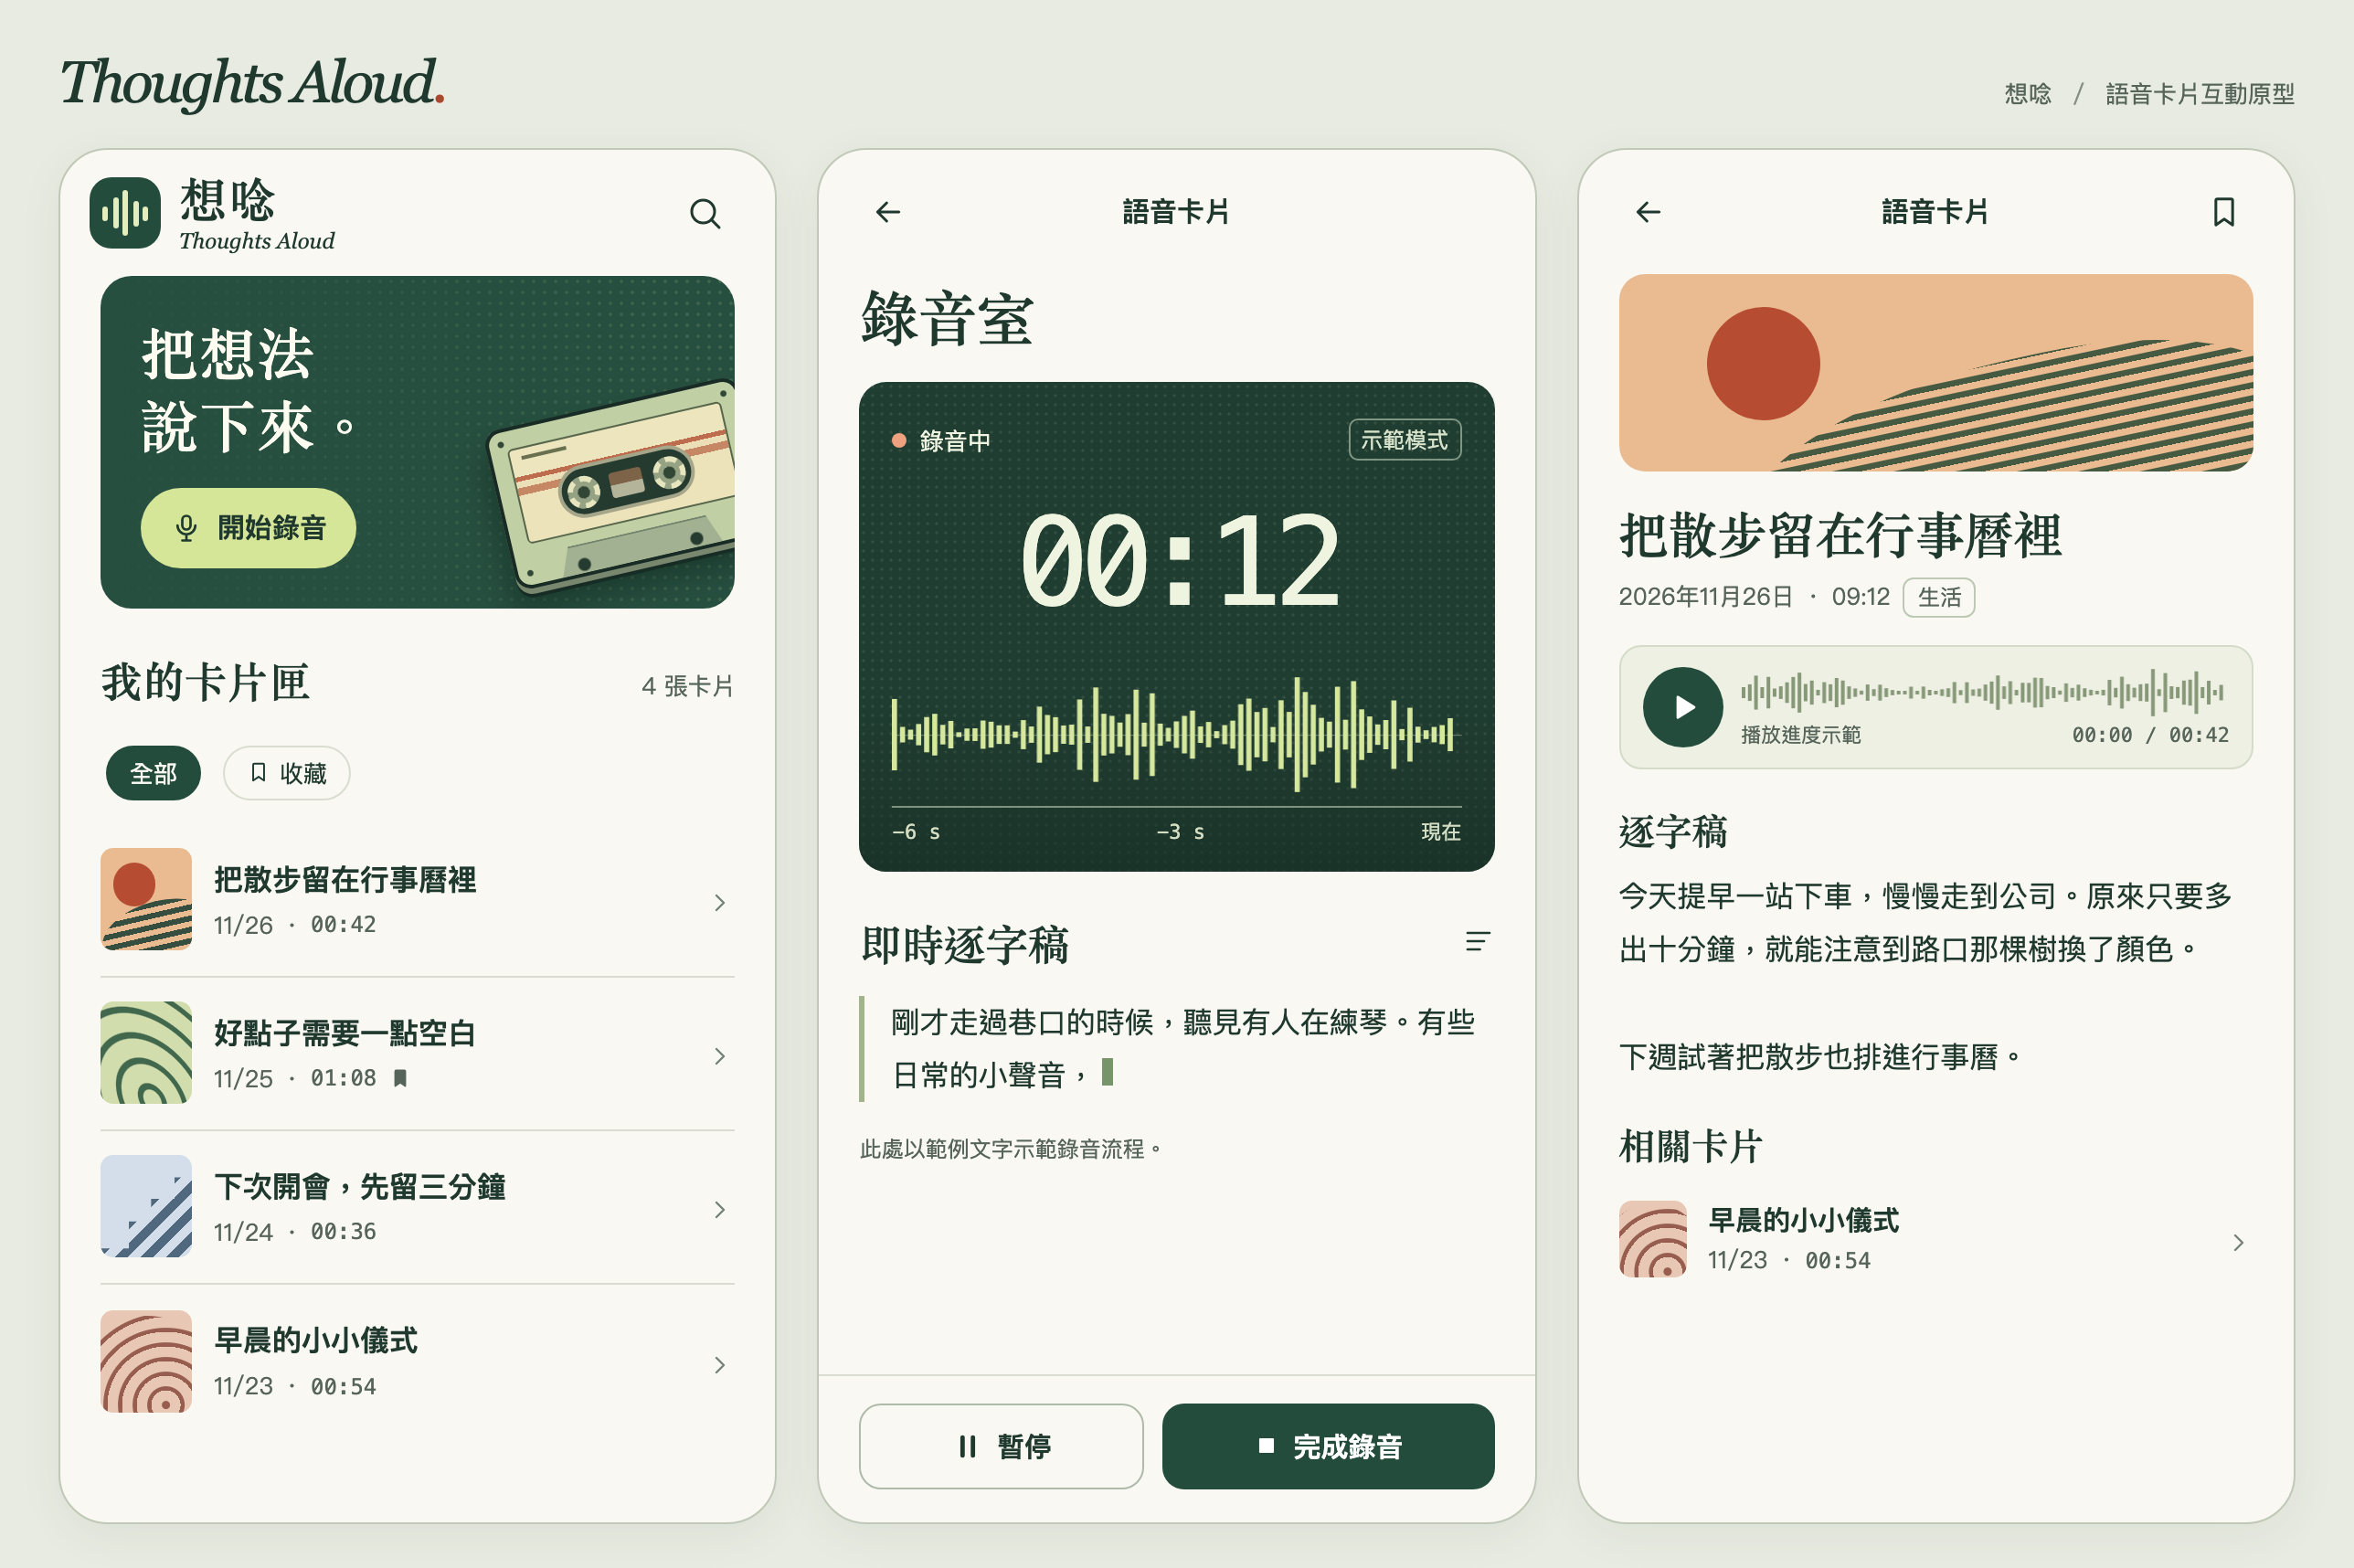 Thoughts Aloud.
想唸 / 語音卡片互動原型
想唸
Thoughts Aloud
把想法
說下來。
開始錄音
我的卡片匣
4 張卡片
全部
收藏
把散步留在行事曆裡
11/26 · 00:42
好點子需要一點空白
11/25 · 01:08
下次開會，先留三分鐘
11/24 · 00:36
早晨的小小儀式
11/23 · 00:54
語音卡片
錄音室
錄音中
示範模式
00:12
−6 s
−3 s
現在
即時逐字稿
剛才走過巷口的時候，聽見有人在練琴。有些
日常的小聲音，
此處以範例文字示範錄音流程。
暫停
完成錄音
語音卡片
把散步留在行事曆裡
2026年11月26日 · 09:12 生活
播放進度示範
00:00 / 00:42
逐字稿
今天提早一站下車，慢慢走到公司。原來只要多
出十分鐘，就能注意到路口那棵樹換了顏色。
下週試著把散步也排進行事曆。
相關卡片
早晨的小小儀式
11/23 · 00:54